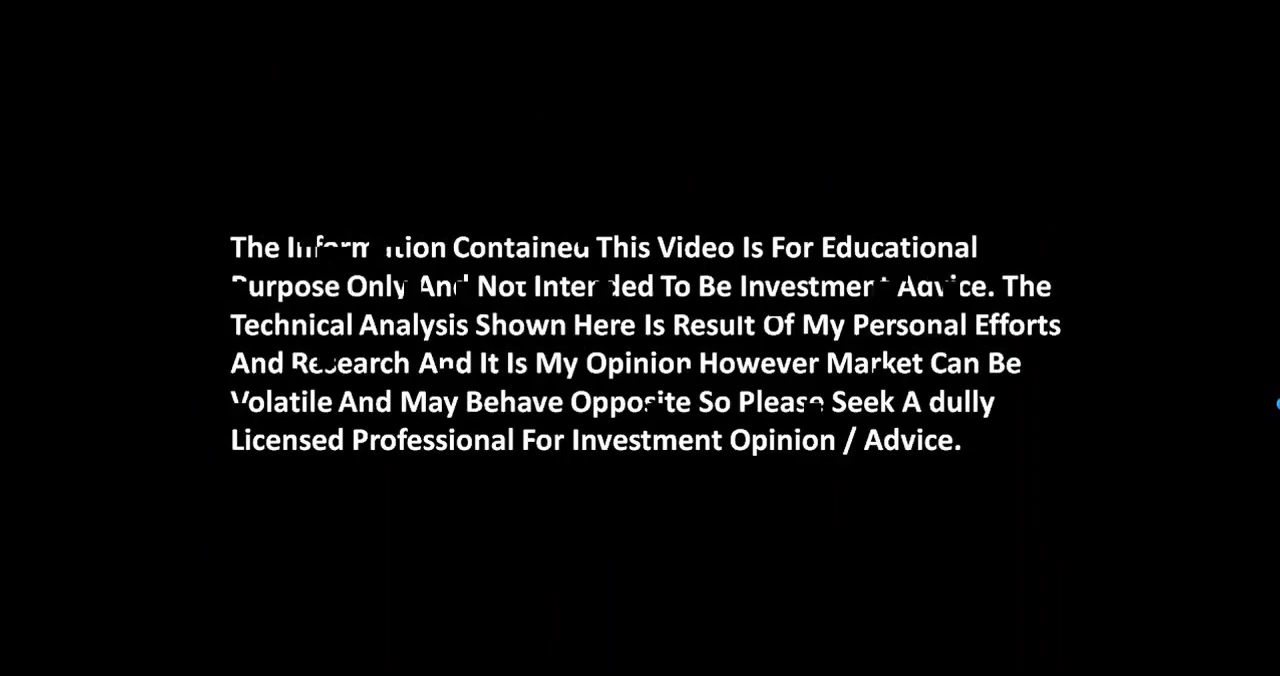 The Information Contained This Video Is For Educational
Purpose Only And Not Intended To Be Investment Advice. The
Technical Analysis Shown Here Is Result Of My Personal Efforts
And Research And It Is My Opinion However Market Can Be
Volatile And May Behave Opposite So Please Seek A dully
Licensed Professional For Investment Opinion / Advice.